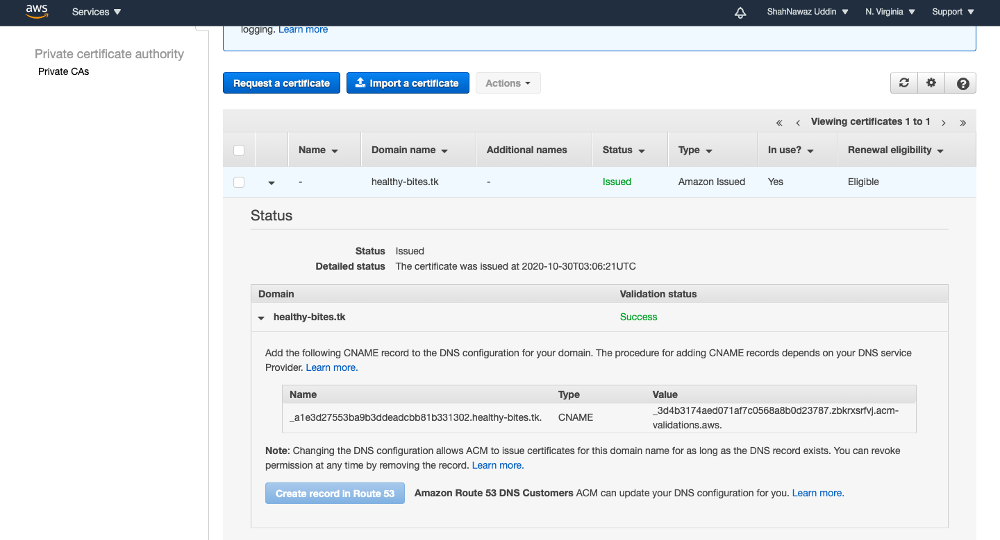 aws Services ShahNawaz Uddin N. Virginia Support
logging. Learn more
Private certificate authority
Private CAs
Request a certificate Import a certificate Actions
« ‹ Viewing certificates 1 to 1 › »
Name Domain name Additional names Status Type In use? Renewal eligibility
- healthy-bites.tk - Issued Amazon Issued Yes Eligible
Status
Status Issued
Detailed status The certificate was issued at 2020-10-30T03:06:21UTC
Domain Validation status
healthy-bites.tk Success
Add the following CNAME record to the DNS configuration for your domain. The procedure for adding CNAME records depends on your DNS service
Provider. Learn more.
Name Type Value
_a1e3d27553ba9b3ddeadcbb81b331302.healthy-bites.tk. CNAME _3d4b3174aed071af7c0568a8b0d23787.zbkrxsrfvj.acm-
validations.aws.
Note: Changing the DNS configuration allows ACM to issue certificates for this domain name for as long as the DNS record exists. You can revoke
permission at any time by removing the record. Learn more.
Create record in Route 53 Amazon Route 53 DNS Customers ACM can update your DNS configuration for you. Learn more.